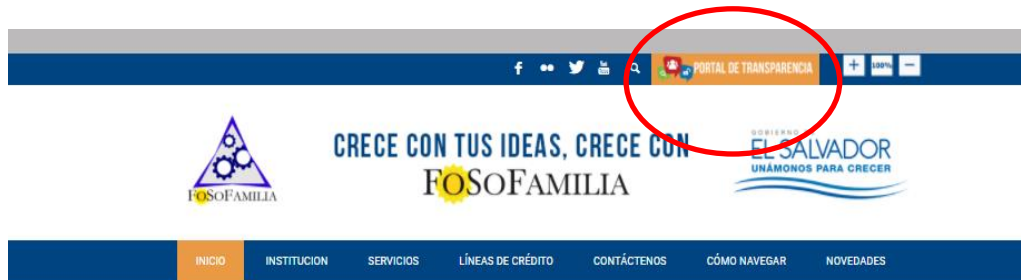 PORTAL DE TRANSPARENCIA + 100% −
CRECE CON TUS IDEAS, CRECE CON
FOSOFAMILIA
FOSOFAMILIA
GOBIERNO
EL SALVADOR
UNÁMONOS PARA CRECER
INICIO INSTITUCION SERVICIOS LÍNEAS DE CRÉDITO CONTÁCTENOS CÓMO NAVEGAR NOVEDADES